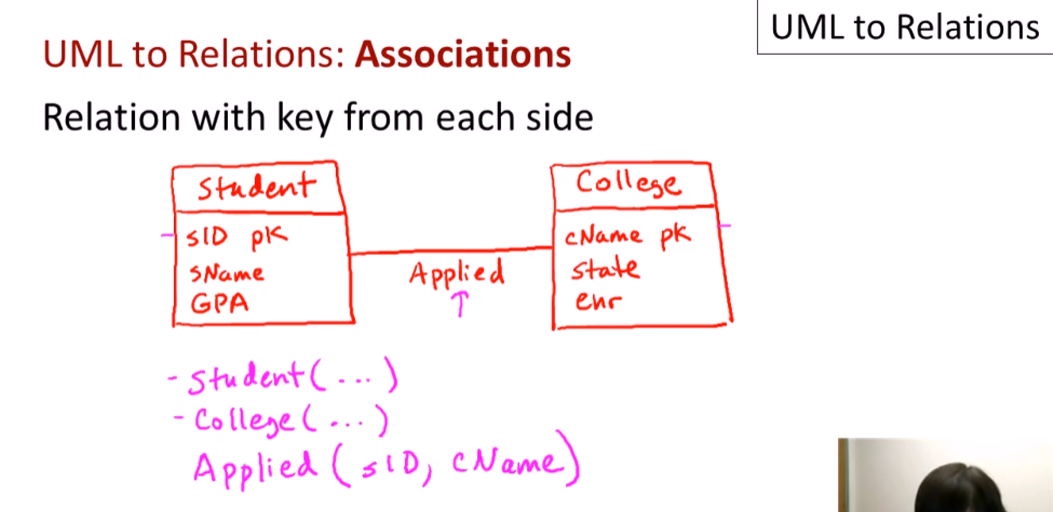 UML to Relations
UML to Relations: Associations
Relation with key from each side
Student
sID pK
sName
GPA
Applied
College
cName pk
state
enr
- Student(...)
- College(...)
Applied(sID, cName)